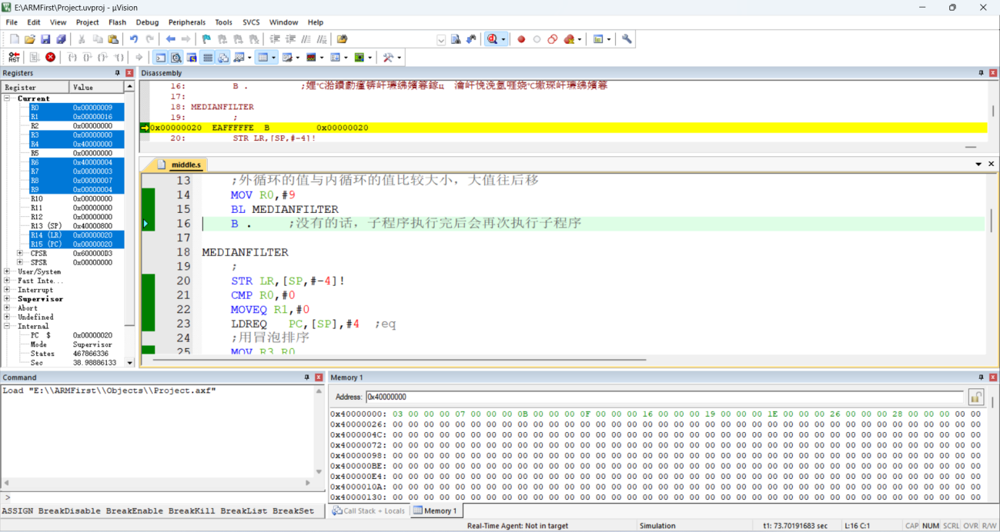 E:\ARMFirst\Project.uvproj - µVision
File Edit View Project Flash Debug Peripherals Tools SVCS Window Help
RST
Registers
Register Value
Current
R0 0x00000009
R1 0x00000016
R2 0x00000000
R3 0x00000000
R4 0x40000000
R5 0x00000000
R6 0x40000004
R7 0x00000003
R8 0x00000007
R9 0x00000004
R10 0x00000000
R11 0x00000000
R12 0x00000000
R13 (SP) 0x40000800
R14 (LR) 0x00000020
R15 (PC) 0x00000020
CPSR 0x600000D3
SPSR 0x00000000
User/System
Fast Inte...
Interrupt
Supervisor
Abort
Undefined
Internal
PC $ 0x00000020
Mode Supervisor
States 467866336
Sec 38.98886133
Disassembly
16: B .
17:
18: MEDIANFILTER
19: ;
0x00000020 EAFFFFFE B 0x00000020
20: STR LR,[SP,#-4]!
middle.s
13 ;外循环的值与内循环的值比较大小，大值往后移
14 MOV R0,#9
15 BL MEDIANFILTER
16 B . ;没有的话，子程序执行完后会再次执行子程序
17
18 MEDIANFILTER
19 ;
20 STR LR,[SP,#-4]!
21 CMP R0,#0
22 MOVEQ R1,#0
23 LDREQ PC,[SP],#4 ;eq
24 ;用冒泡排序
25 MOV R3 R0
Command
Load "E:\\ARMFirst\\Objects\\Project.axf"
>
ASSIGN BreakDisable BreakEnable BreakKill BreakList BreakSet
Memory 1
Address: 0x40000000
0x40000000: 03 00 00 00 07 00 00 00 0B 00 00 00 0F 00 00 00 16 00 00 00 19 00 00 00 1E 00 00 00 26 00 00 00 28 00 00 00 00 00
0x40000026: 00 00 00 00 00 00 00 00 00 00 00 00 00 00 00 00 00 00 00 00 00 00 00 00 00 00 00 00 00 00 00 00 00 00 00 00 00 00
0x4000004C: 00 00 00 00 00 00 00 00 00 00 00 00 00 00 00 00 00 00 00 00 00 00 00 00 00 00 00 00 00 00 00 00 00 00 00 00 00 00
0x40000072: 00 00 00 00 00 00 00 00 00 00 00 00 00 00 00 00 00 00 00 00 00 00 00 00 00 00 00 00 00 00 00 00 00 00 00 00 00 00
0x40000098: 00 00 00 00 00 00 00 00 00 00 00 00 00 00 00 00 00 00 00 00 00 00 00 00 00 00 00 00 00 00 00 00 00 00 00 00 00 00
0x400000BE: 00 00 00 00 00 00 00 00 00 00 00 00 00 00 00 00 00 00 00 00 00 00 00 00 00 00 00 00 00 00 00 00 00 00 00 00 00 00
0x400000E4: 00 00 00 00 00 00 00 00 00 00 00 00 00 00 00 00 00 00 00 00 00 00 00 00 00 00 00 00 00 00 00 00 00 00 00 00 00 00
0x4000010A: 00 00 00 00 00 00 00 00 00 00 00 00 00 00 00 00 00 00 00 00 00 00 00 00 00 00 00 00 00 00 00 00 00 00 00 00 00 00
0x40000130: 00 00 00 00 00 00 00 00 00 00 00 00 00 00 00 00 00 00 00 00 00 00 00 00 00 00 00 00 00 00 00 00 00 00 00 00 00 00
Call Stack + Locals Memory 1
Real-Time Agent: Not in target Simulation t1: 73.70191683 sec L:16 C:1 CAP NUM SCRL OVR R/W